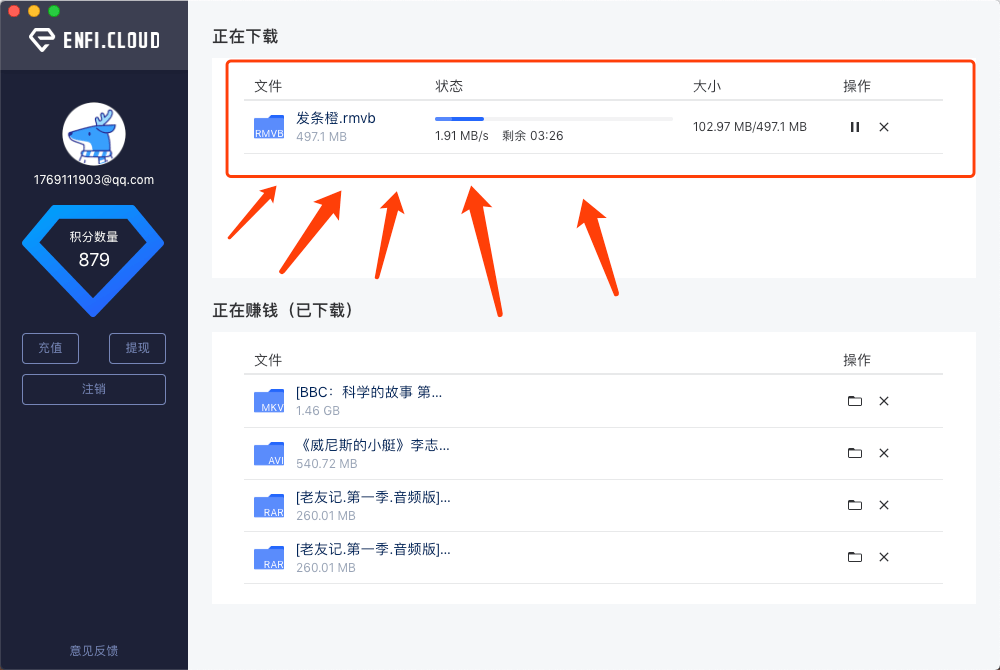 ENFI.CLOUD
1769111903@qq.com
积分数量
879
充值
提现
注销
意见反馈
正在下载
文件 状态 大小 操作
RMVB 发条橙.rmvb
497.1 MB
1.91 MB/s 剩余 03:26
102.97 MB/497.1 MB
正在赚钱（已下载）
文件 操作
MKV [BBC：科学的故事 第...
1.46 GB
AVI 《威尼斯的小艇》李志...
540.72 MB
RAR [老友记.第一季.音频版]...
260.01 MB
RAR [老友记.第一季.音频版]...
260.01 MB